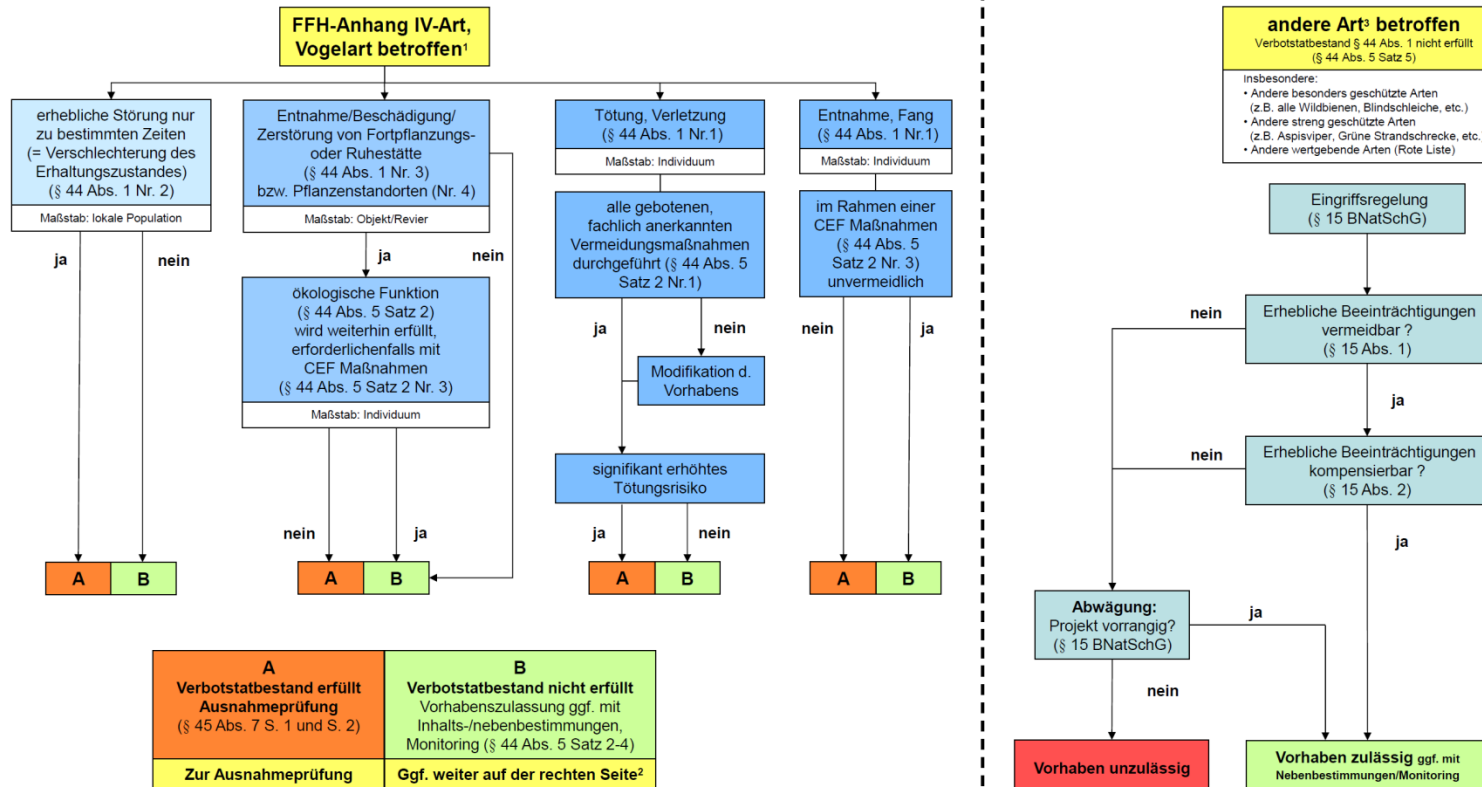 FFH-Anhang IV-Art,
Vogelart betroffen¹
erhebliche Störung nur
zu bestimmten Zeiten
(= Verschlechterung des
Erhaltungszustandes)
(§ 44 Abs. 1 Nr. 2)
Maßstab: lokale Population
ja
nein
Entnahme/Beschädigung/
Zerstörung von Fortpflanzungs-
oder Ruhestätte
(§ 44 Abs. 1 Nr. 3)
bzw. Pflanzenstandorten (Nr. 4)
Maßstab: Objekt/Revier
ja
nein
ökologische Funktion
(§ 44 Abs. 5 Satz 2)
wird weiterhin erfüllt,
erforderlichenfalls mit
CEF Maßnahmen
(§ 44 Abs. 5 Satz 2 Nr. 3)
Maßstab: Individuum
nein
ja
Tötung, Verletzung
(§ 44 Abs. 1 Nr.1)
Maßstab: Individuum
alle gebotenen,
fachlich anerkannten
Vermeidungsmaßnahmen
durchgeführt (§ 44 Abs. 5
Satz 2 Nr.1)
ja
nein
Modifikation d.
Vorhabens
signifikant erhöhtes
Tötungsrisiko
ja
nein
Entnahme, Fang
(§ 44 Abs. 1 Nr.1)
Maßstab: Individuum
im Rahmen einer
CEF Maßnahmen
(§ 44 Abs. 5
Satz 2 Nr. 3)
unvermeidlich
nein
ja
A
B
A
B
A
B
A
B
A
Verbotstatbestand erfüllt
Ausnahmeprüfung
(§ 45 Abs. 7 S. 1 und S. 2)
Zur Ausnahmeprüfung
B
Verbotstatbestand nicht erfüllt
Vorhabenszulassung ggf. mit
Inhalts-/nebenbestimmungen,
Monitoring (§ 44 Abs. 5 Satz 2-4)
Ggf. weiter auf der rechten Seite²
andere Art³ betroffen
Verbotstatbestand § 44 Abs. 1 nicht erfüllt
(§ 44 Abs. 5 Satz 5)
Insbesondere:
• Andere besonders geschützte Arten
(z.B. alle Wildbienen, Blindschleiche, etc.)
• Andere streng geschützte Arten
(z.B. Aspisviper, Grüne Strandschrecke, etc.
• Andere wertgebende Arten (Rote Liste)
Eingriffsregelung
(§ 15 BNatSchG)
nein
Erhebliche Beeinträchtigungen
vermeidbar ?
(§ 15 Abs. 1)
ja
nein
Erhebliche Beeinträchtigungen
kompensierbar ?
(§ 15 Abs. 2)
ja
Abwägung:
Projekt vorrangig?
(§ 15 BNatSchG)
ja
nein
Vorhaben unzulässig
Vorhaben zulässig ggf. mit
Nebenbestimmungen/Monitoring